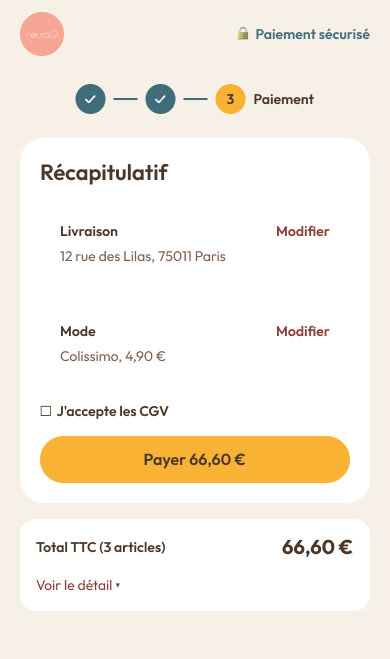 neuro
Paiement sécurisé
3 Paiement
Récapitulatif
Livraison Modifier
12 rue des Lilas, 75011 Paris
Mode Modifier
Colissimo, 4,90 €
J'accepte les CGV
Payer 66,60 €
Total TTC (3 articles) 66,60 €
Voir le détail